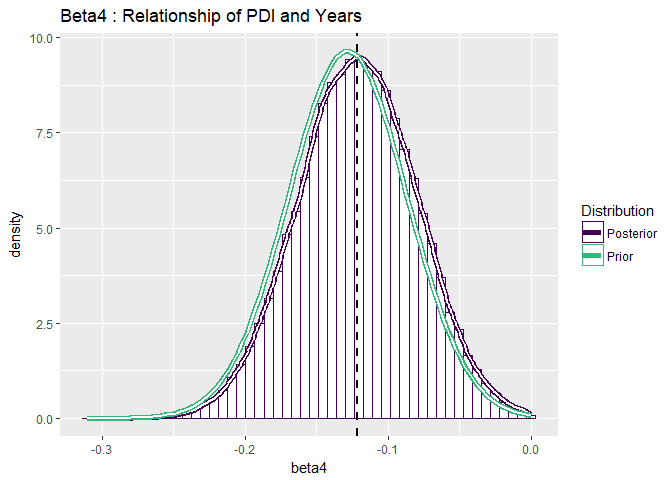 Beta4 : Relationship of PDI and Years
10.0
7.5
5.0
2.5
0.0
density
-0.3
-0.2
-0.1
0.0
beta4
Distribution
Posterior
Prior